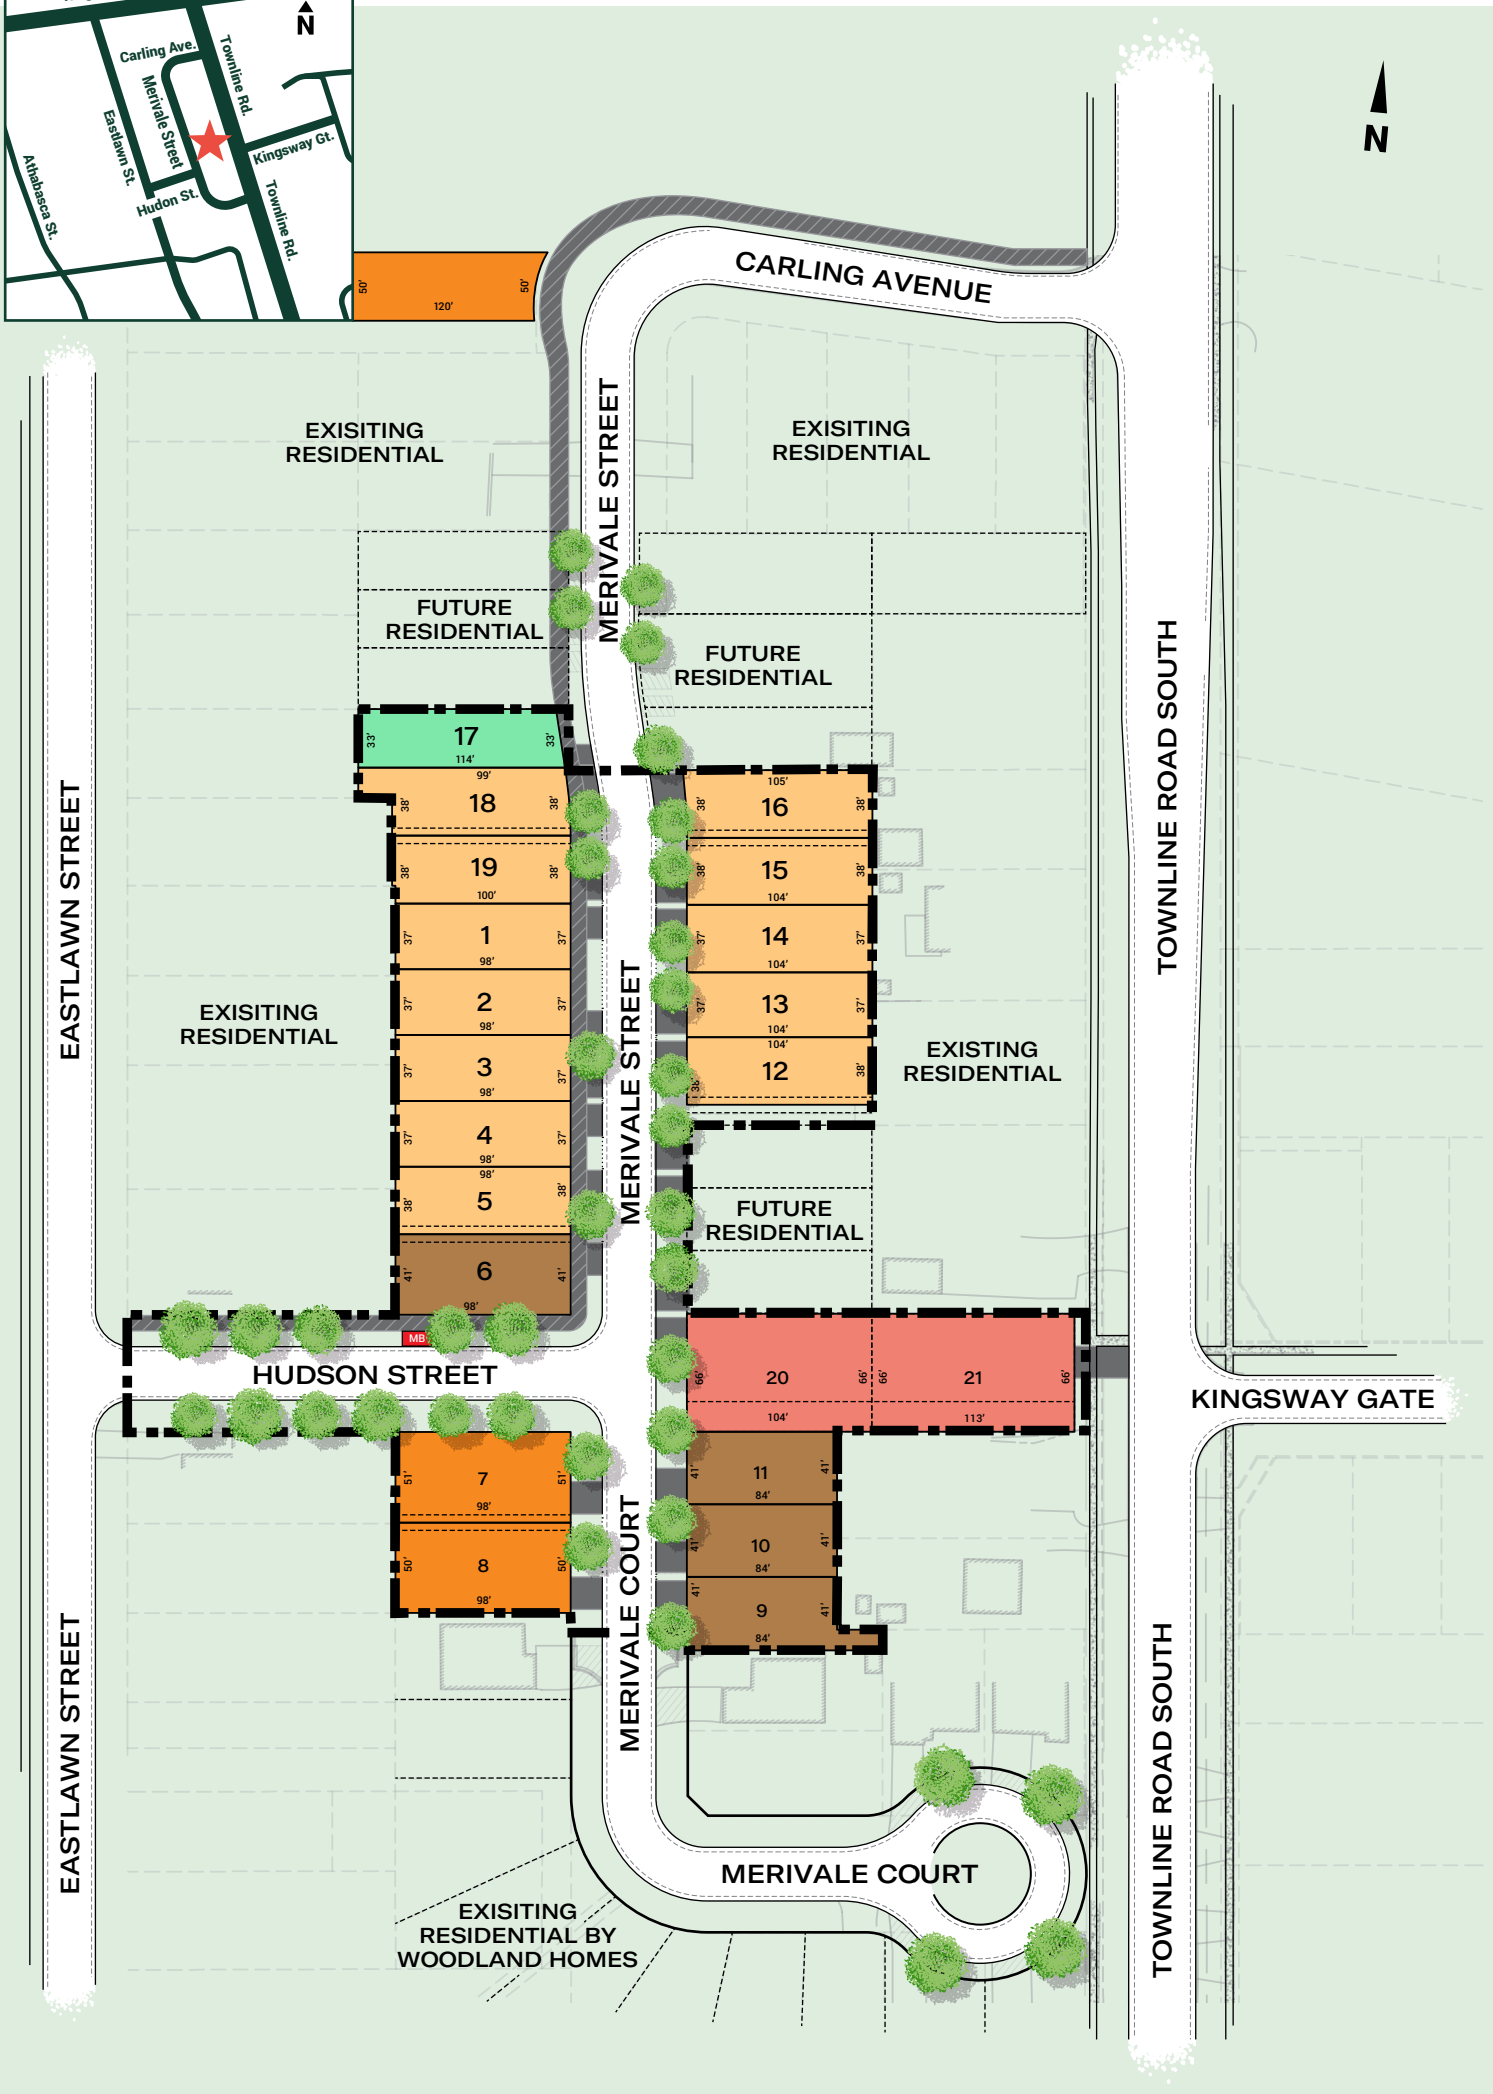 N
Carling Ave.
Townline Rd.
Merivale Street
Eastlawn St.
Kingsway Gt.
Athabasca St.
Hudon St.
Townline Rd.
N
50'
50'
120'
CARLING AVENUE
EXISITING
RESIDENTIAL
MERIVALE STREET
EXISITING
RESIDENTIAL
FUTURE
RESIDENTIAL
FUTURE
RESIDENTIAL
TOWNLINE ROAD SOUTH
EASTLAWN STREET
33'
17
33'
114'
99'
38'
18
38'
38'
19
38'
100'
37'
1
37'
98'
37'
2
37'
98'
37'
3
37'
98'
37'
4
37'
98'
98'
38'
5
38'
41'
6
41'
98'
105'
38'
16
38'
38'
15
38'
104'
37'
14
37'
104'
37'
13
37'
104'
104'
38'
12
38'
EXISITING
RESIDENTIAL
MERIVALE STREET
EXISTING
RESIDENTIAL
FUTURE
RESIDENTIAL
MB
HUDSON STREET
66'
20
66'
104'
66'
21
66'
113'
KINGSWAY GATE
51'
7
51'
98'
50'
8
50'
98'
41'
11
41'
84'
41'
10
41'
84'
41'
9
41'
84'
MERIVALE COURT
EASTLAWN STREET
TOWNLINE ROAD SOUTH
MERIVALE COURT
EXISITING
RESIDENTIAL BY
WOODLAND HOMES